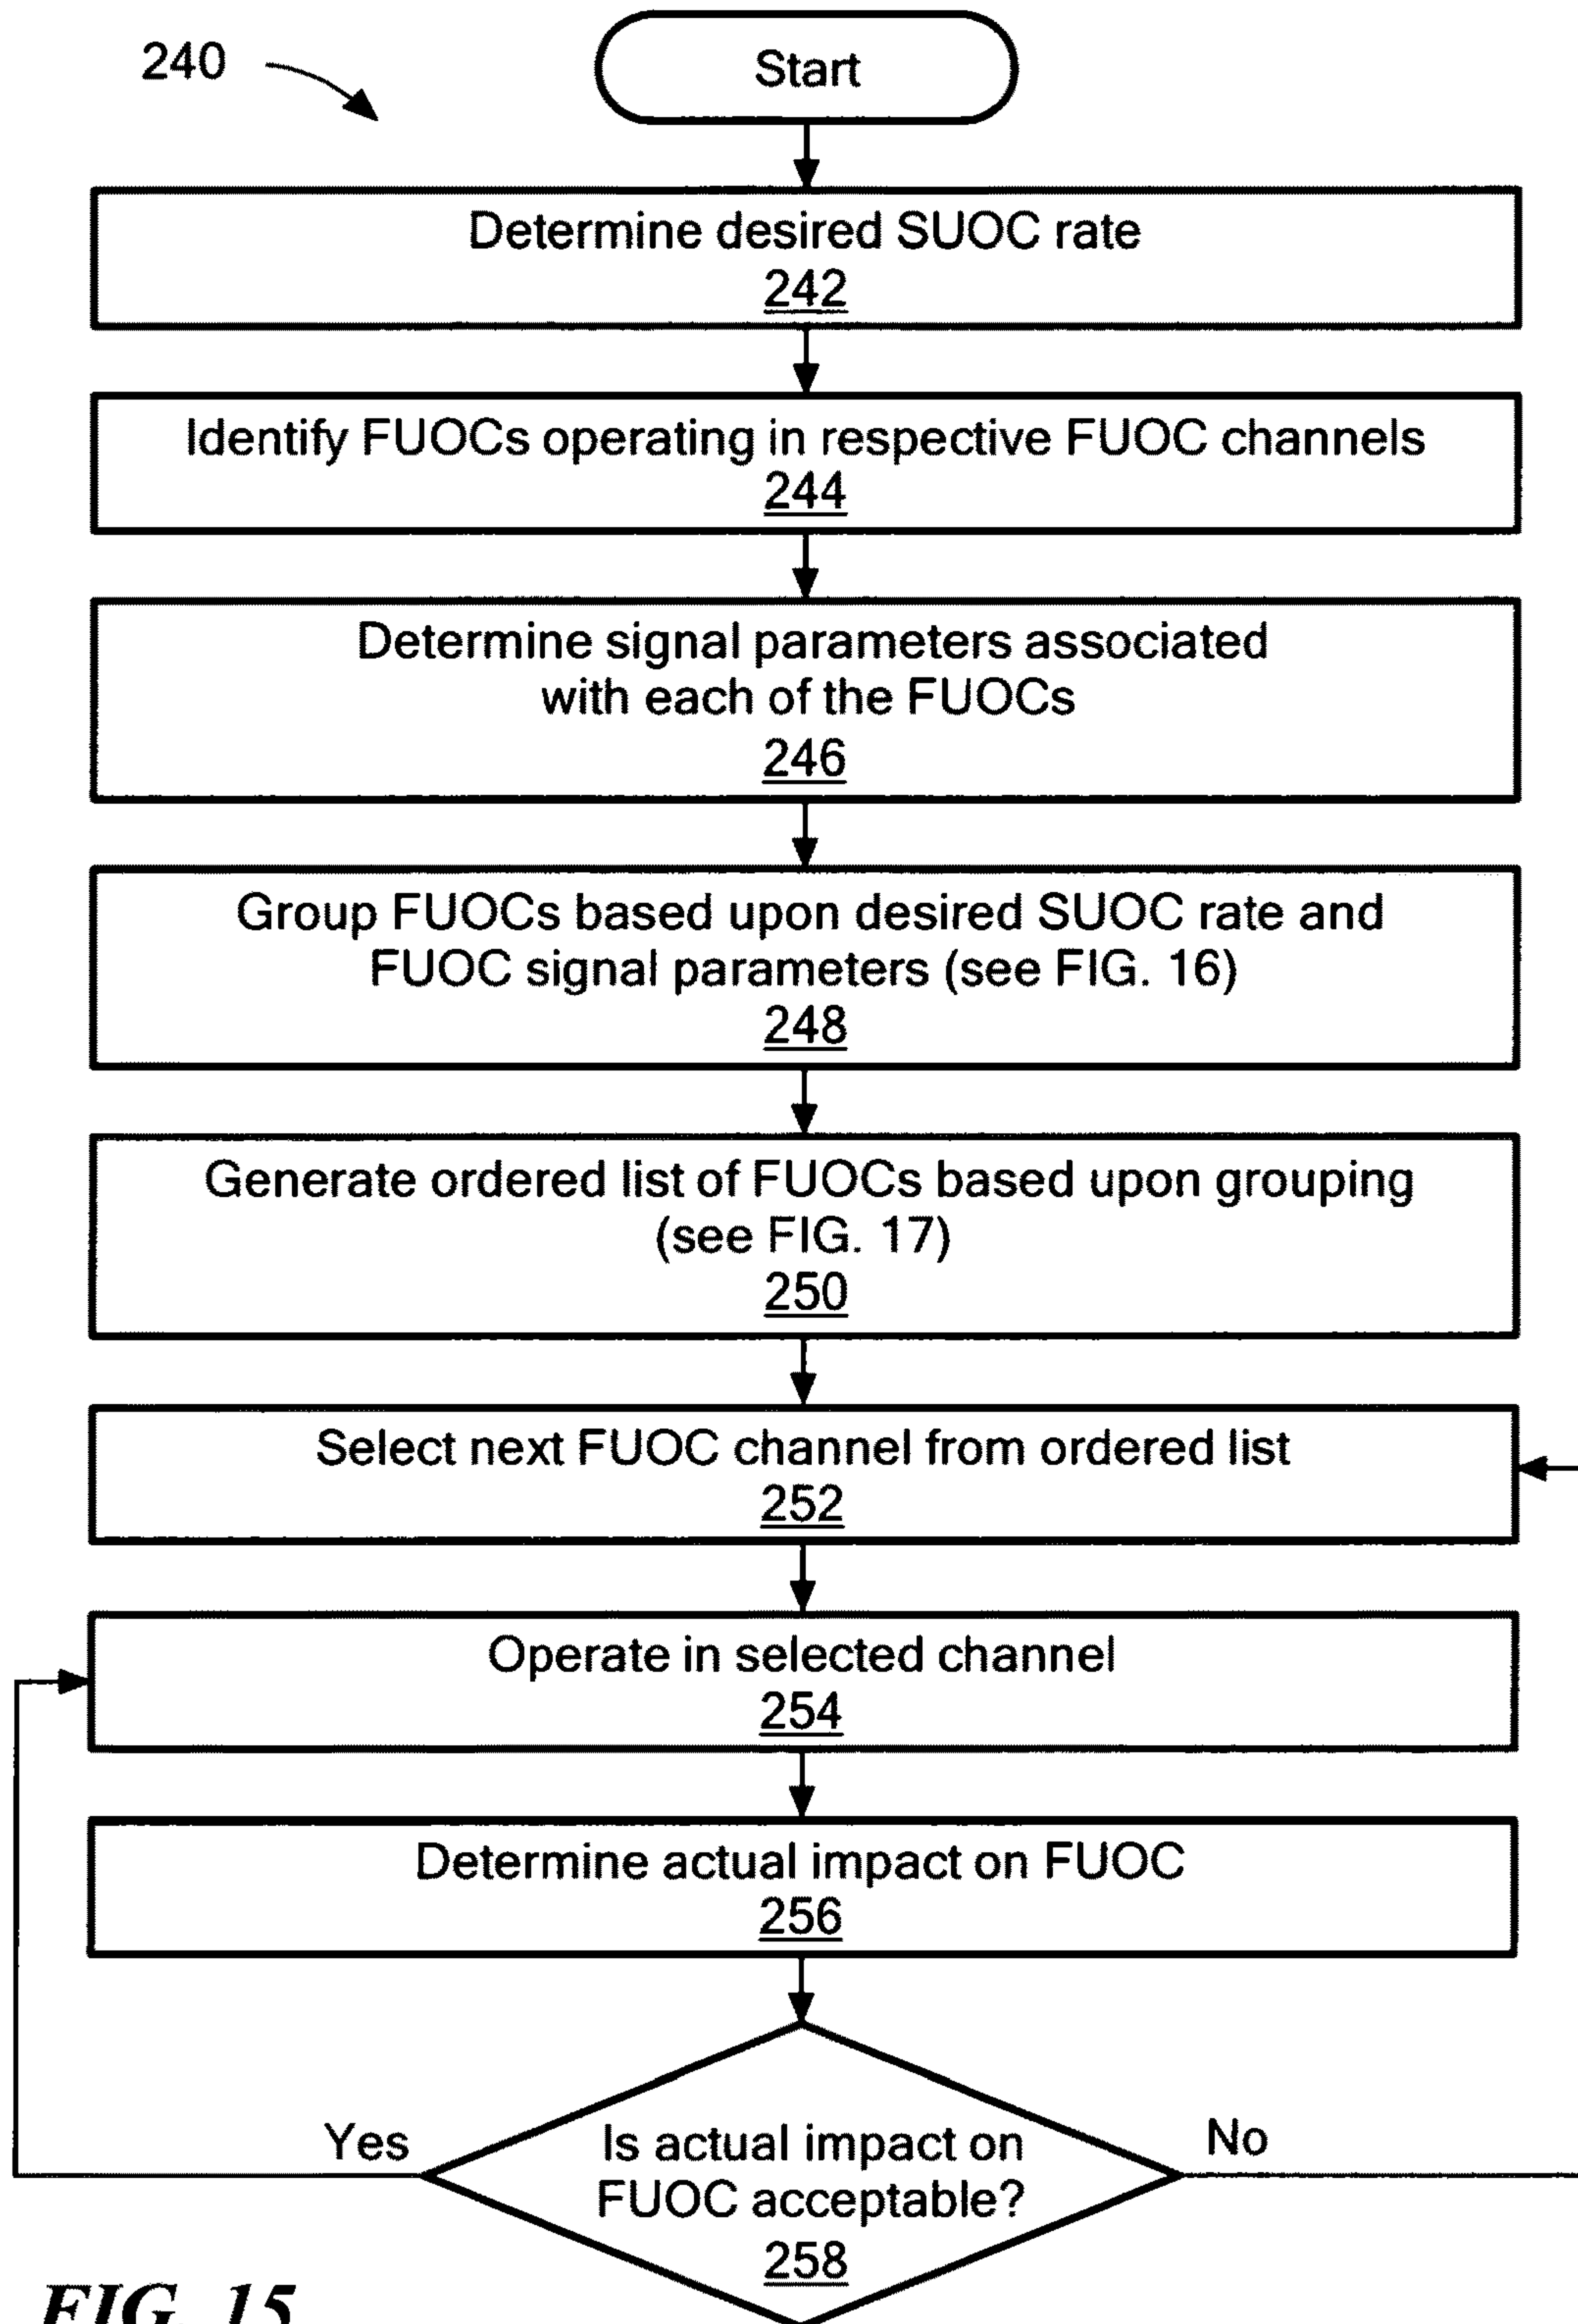 240
Start
Determine desired SUOC rate
242
Identify FUOCs operating in respective FUOC channels
244
Determine signal parameters associated
with each of the FUOCs
246
Group FUOCs based upon desired SUOC rate and
FUOC signal parameters (see FIG. 16)
248
Generate ordered list of FUOCs based upon grouping
(see FIG. 17)
250
Select next FUOC channel from ordered list
252
Operate in selected channel
254
Determine actual impact on FUOC
256
Yes
No
Is actual impact on
FUOC acceptable?
258
FIG. 15